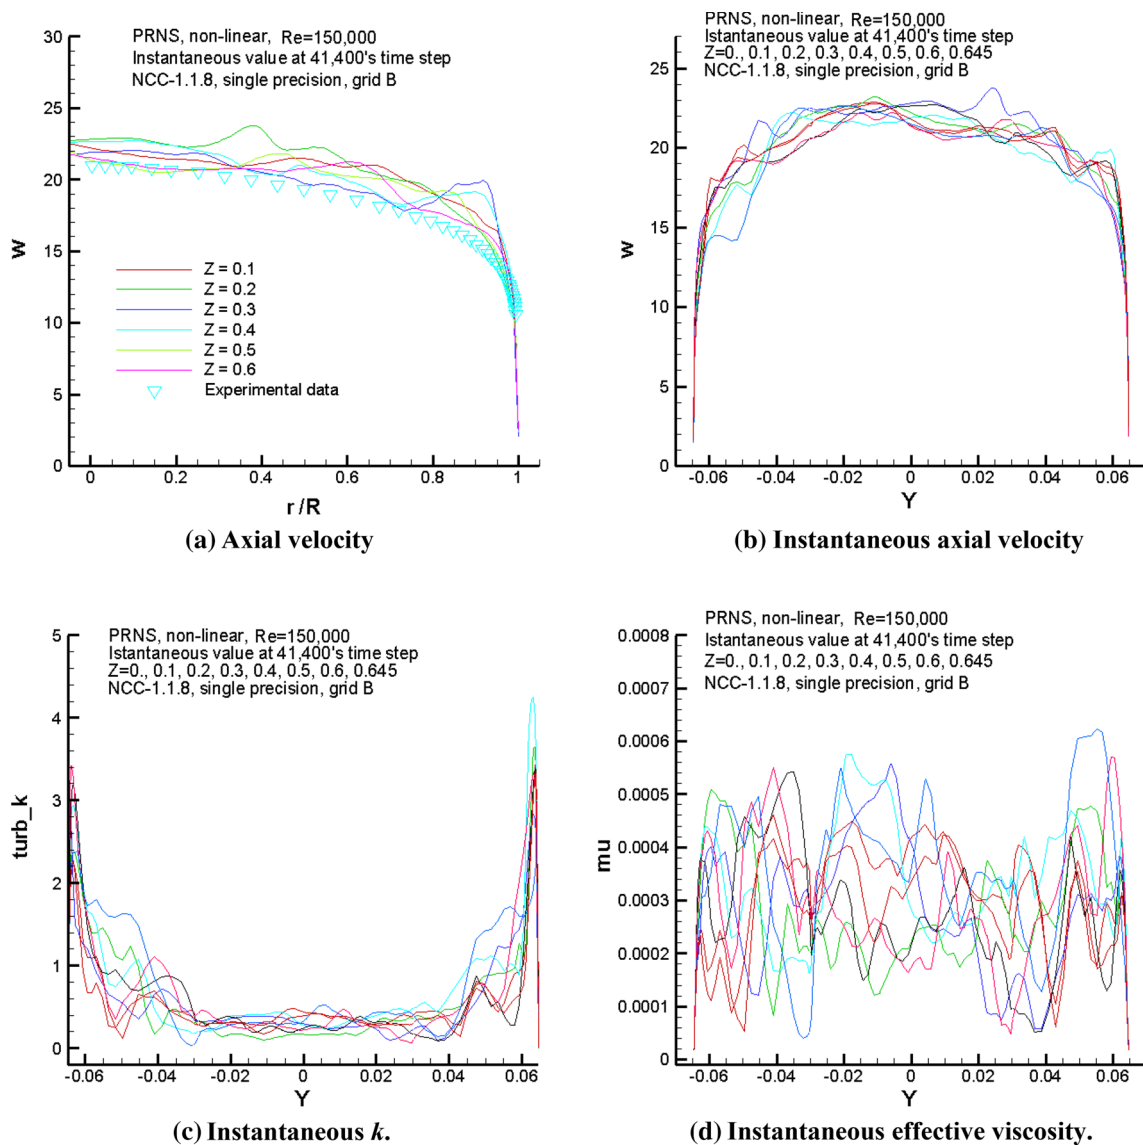 PRNS, non-linear, Re=150,000
Instantaneous value at 41,400's time step
NCC-1.1.8, single precision, grid B
30
25
20
15
10
5
0
w
Z = 0.1
Z = 0.2
Z = 0.3
Z = 0.4
Z = 0.5
Z = 0.6
Experimental data
0 0.2 0.4 0.6 0.8 1
r/R
(a) Axial velocity
PRNS, non-linear, Re=150,000
Istantaneous value at 41,400's time step
Z=0., 0.1, 0.2, 0.3, 0.4, 0.5, 0.6, 0.645
NCC-1.1.8, single precision, grid B
25
20
15
10
5
0
w
-0.06 -0.04 -0.02 0 0.02 0.04 0.06
Y
(b) Instantaneous axial velocity
PRNS, non-linear, Re=150,000
Istantaneous value at 41,400's time step
Z=0., 0.1, 0.2, 0.3, 0.4, 0.5, 0.6, 0.645
NCC-1.1.8, single precision, grid B
5
4
3
2
1
0
turb_k
-0.06 -0.04 -0.02 0 0.02 0.04 0.06
Y
(c) Instantaneous k.
PRNS, non-linear, Re=150,000
Istantaneous value at 41,400's time step
Z=0., 0.1, 0.2, 0.3, 0.4, 0.5, 0.6, 0.645
NCC-1.1.8, single precision, grid B
0.0008
0.0007
0.0006
0.0005
0.0004
0.0003
0.0002
0.0001
0
mu
-0.06 -0.04 -0.02 0 0.02 0.04 0.06
Y
(d) Instantaneous effective viscosity.